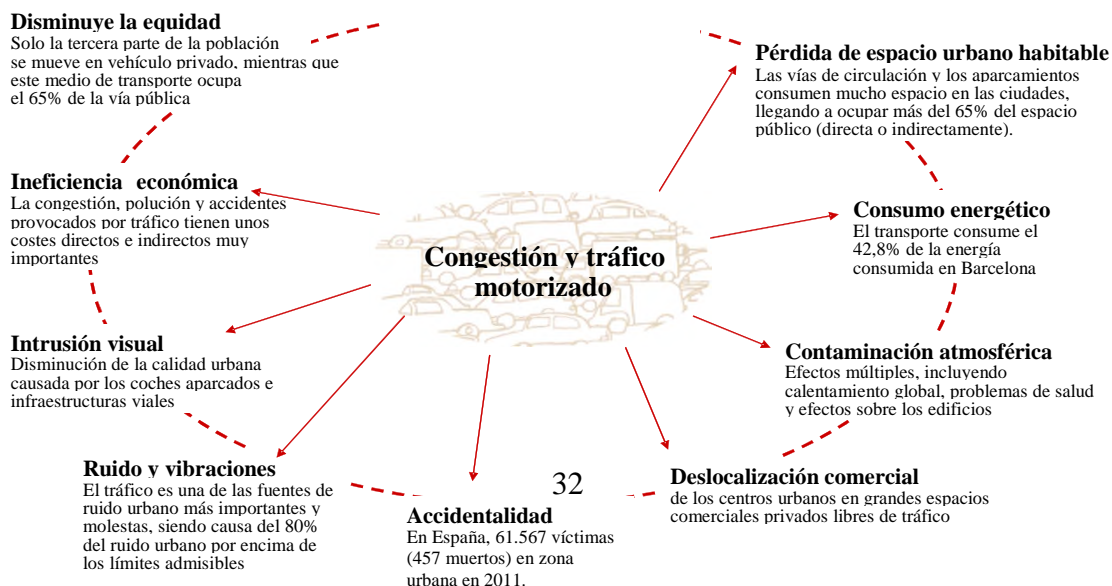 Disminuye la equidad
Solo la tercera parte de la población
se mueve en vehículo privado, mientras que
este medio de transporte ocupa
el 65% de la vía pública
Pérdida de espacio urbano habitable
Las vías de circulación y los aparcamientos
consumen mucho espacio en las ciudades,
llegando a ocupar más del 65% del espacio
público (directa o indirectamente).
Ineficiencia económica
La congestión, polución y accidentes
provocados por tráfico tienen unos
costes directos e indirectos muy
importantes
Consumo energético
El transporte consume el
42,8% de la energía
consumida en Barcelona
Congestión y tráfico
motorizado
Intrusión visual
Disminución de la calidad urbana
causada por los coches aparcados e
infraestructuras viales
Contaminación atmosférica
Efectos múltiples, incluyendo
calentamiento global, problemas de salud
y efectos sobre los edificios
Ruido y vibraciones
El tráfico es una de las fuentes de
ruido urbano más importantes y
molestas, siendo causa del 80%
del ruido urbano por encima de
los límites admisibles
32
Accidentalidad
En España, 61.567 víctimas
(457 muertos) en zona
urbana en 2011.
Deslocalización comercial
de los centros urbanos en grandes espacios
comerciales privados libres de tráfico